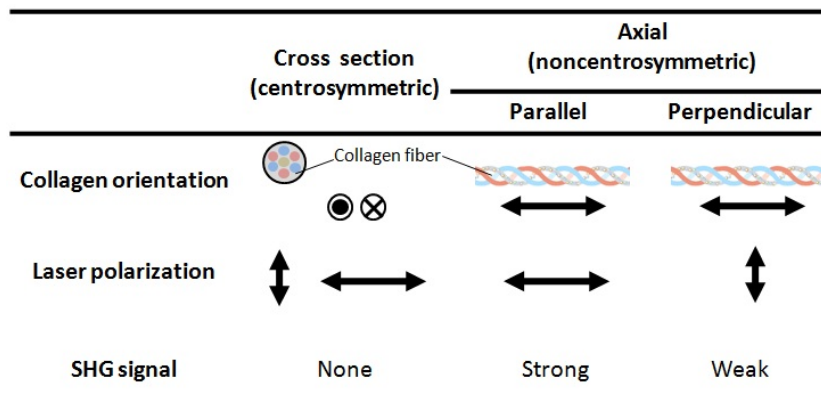 Cross section
(centrosymmetric)
Axial
(noncentrosymmetric)
Parallel
Perpendicular
Collagen orientation
Collagen fiber
Laser polarization
SHG signal
None
Strong
Weak